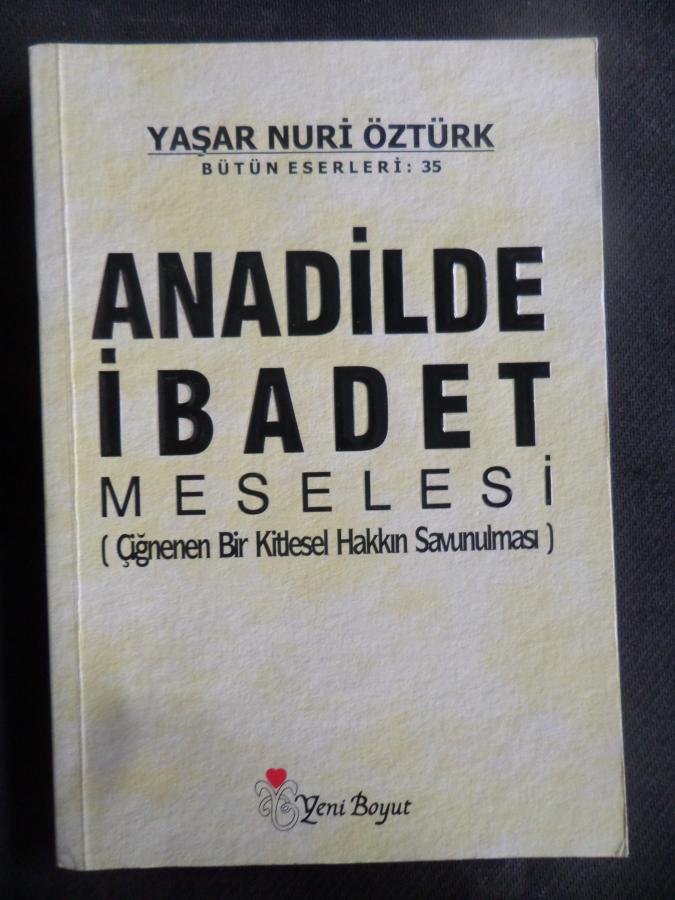 YAŞAR NURİ ÖZTÜRK
BÜTÜN ESERLERİ: 35
ANADİLDE
İBADET
MESELESİ
( Çiğnenen Bir Kitlesel Hakkın Savunulması )
Yeni Boyut